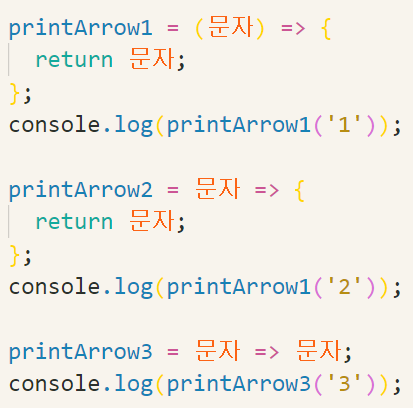 printArrow1 = (문자) => {
  return 문자;
};
console.log(printArrow1('1'));

printArrow2 = 문자 => {
  return 문자;
};
console.log(printArrow1('2'));

printArrow3 = 문자 => 문자;
console.log(printArrow3('3'));